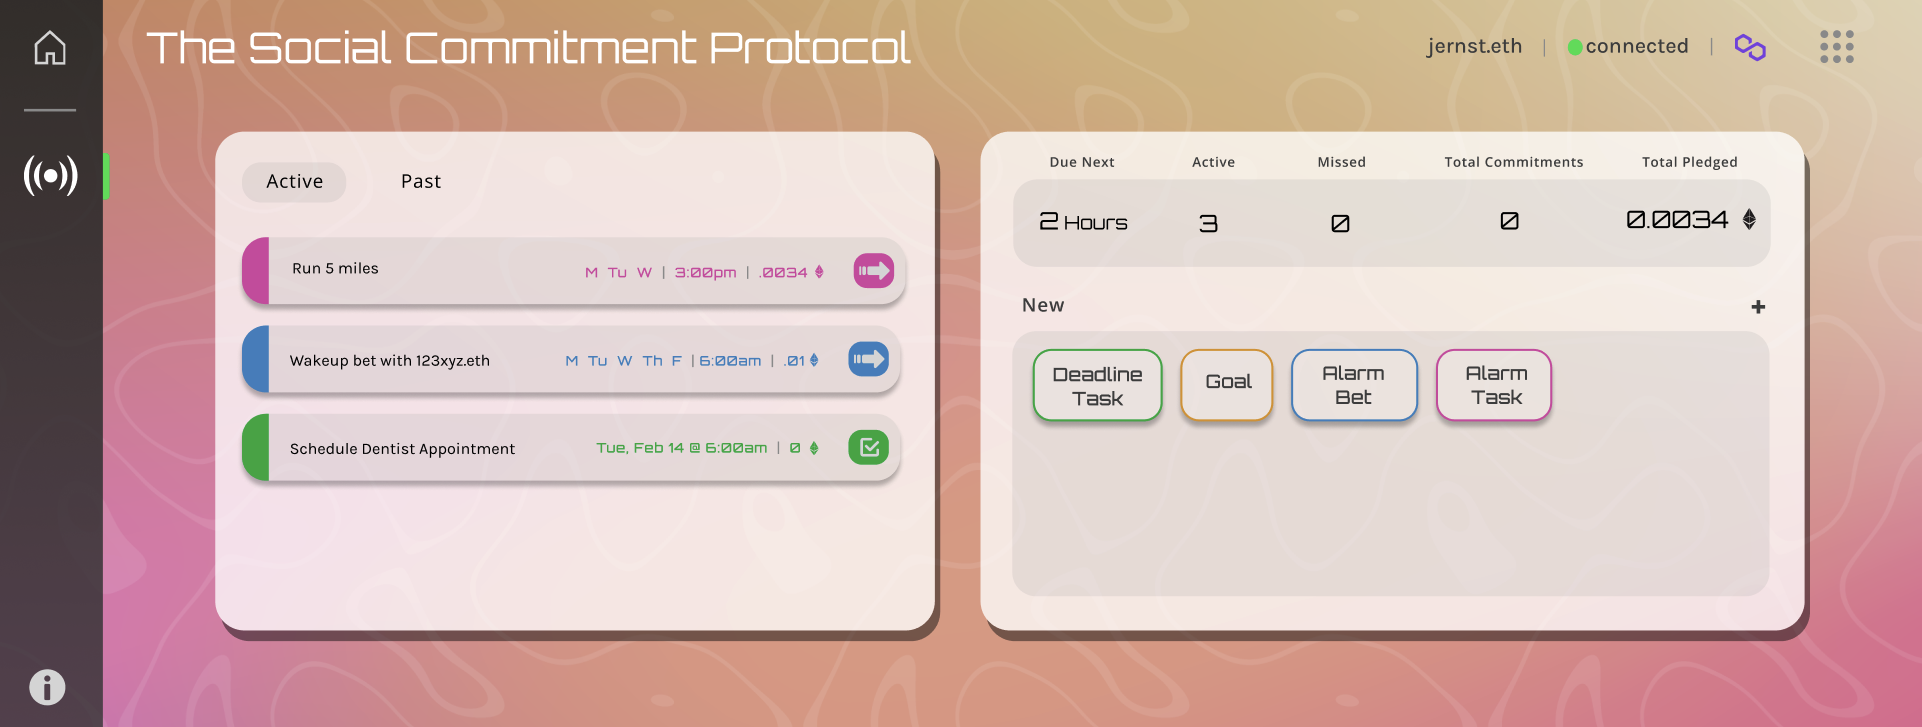 The Social Commitment Protocol
jernst.eth | connected |
Active Past
Run 5 miles M Tu W | 3:00pm | .0034
Wakeup bet with 123xyz.eth M Tu W Th F | 6:00am | .01
Schedule Dentist Appointment Tue, Feb 14 @ 6:00am | 0
Due Next Active Missed Total Commitments Total Pledged
2 Hours 3 0 0 0.0034
New +
Deadline
Task
Goal
Alarm
Bet
Alarm
Task